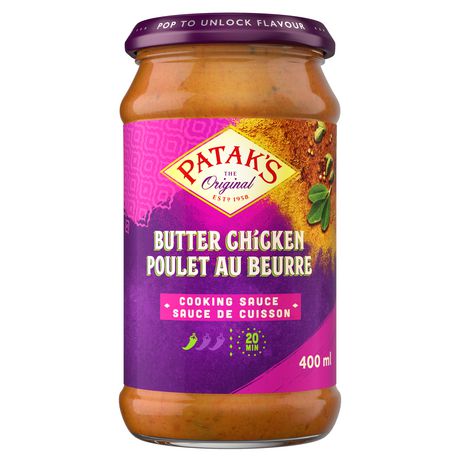 POP TO UNLOCK FLAVOUR
PATAK'S
THE
Original
ESTD 1958
BUTTER CHiCKEN
POULET AU BEURRE
COOKING SAUCE
SAUCE DE CUISSON
20
MIN
400 ml